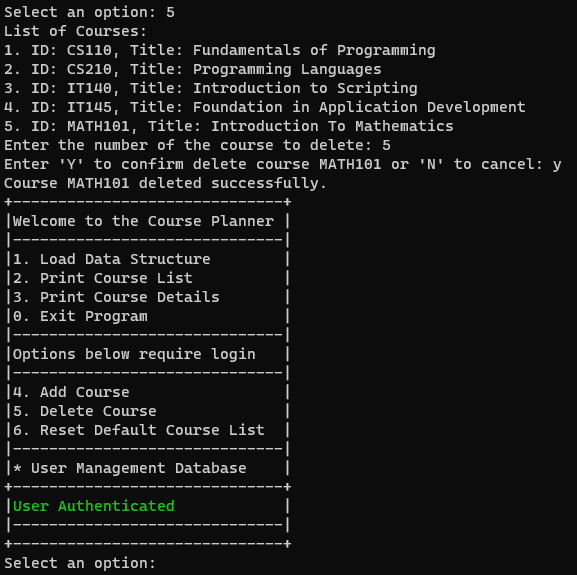 Select an option: 5
List of Courses:
1. ID: CS110, Title: Fundamentals of Programming
2. ID: CS210, Title: Programming Languages
3. ID: IT140, Title: Introduction to Scripting
4. ID: IT145, Title: Foundation in Application Development
5. ID: MATH101, Title: Introduction To Mathematics
Enter the number of the course to delete: 5
Enter 'Y' to confirm delete course MATH101 or 'N' to cancel: y
Course MATH101 deleted successfully.
+------------------------------+
|Welcome to the Course Planner |
|------------------------------|
|1. Load Data Structure        |
|2. Print Course List          |
|3. Print Course Details       |
|0. Exit Program               |
|------------------------------|
|Options below require login   |
|------------------------------|
|4. Add Course                 |
|5. Delete Course              |
|6. Reset Default Course List  |
|------------------------------|
|* User Management Database    |
+------------------------------+
|User Authenticated            |
|------------------------------|
+------------------------------+
Select an option: